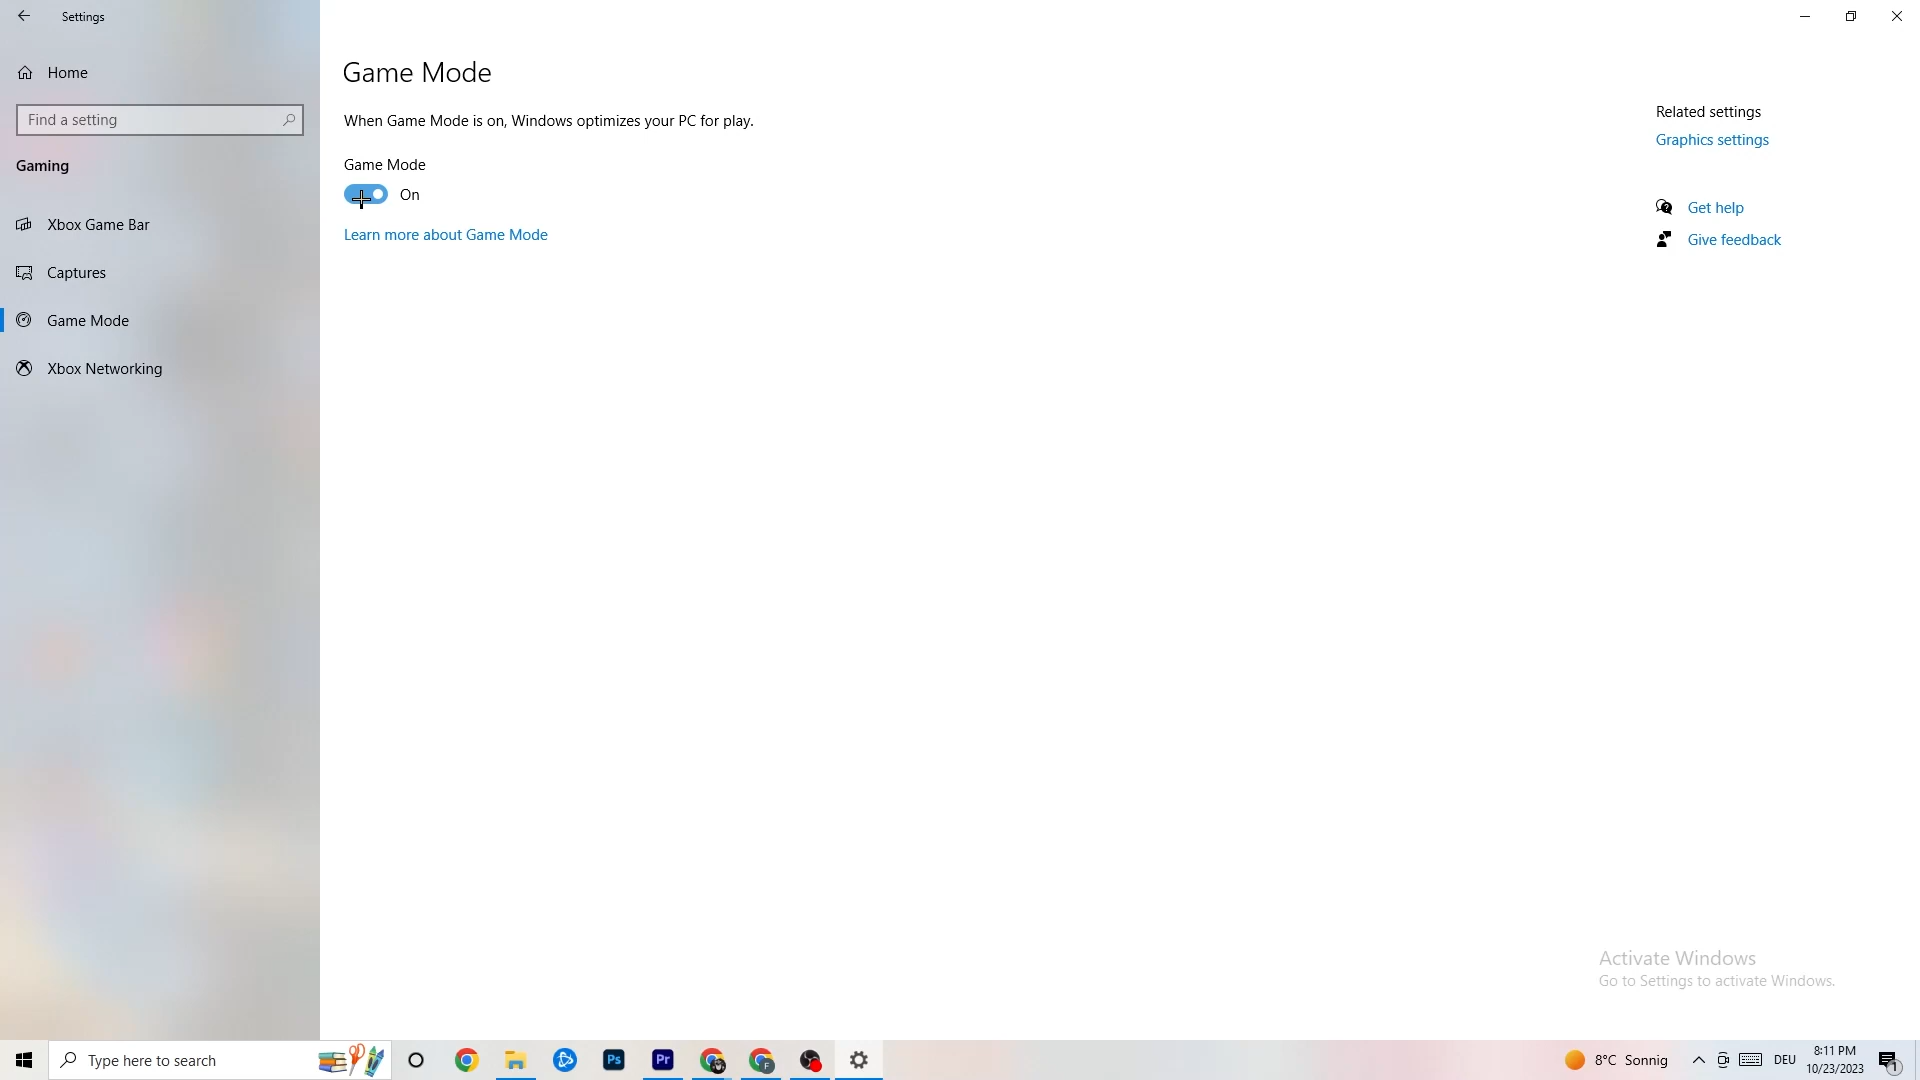 Settings
Home
Find a setting
Gaming
Xbox Game Bar
Captures
Game Mode
Xbox Networking
Game Mode
When Game Mode is on, Windows optimizes your PC for play.
Game Mode
On
Learn more about Game Mode
Related settings
Graphics settings
Get help
Give feedback
Activate Windows
Go to Settings to activate Windows.
Type here to search
Ps
Pr
F
8°C Sonnig
DEU
8:11 PM
10/23/2023
1